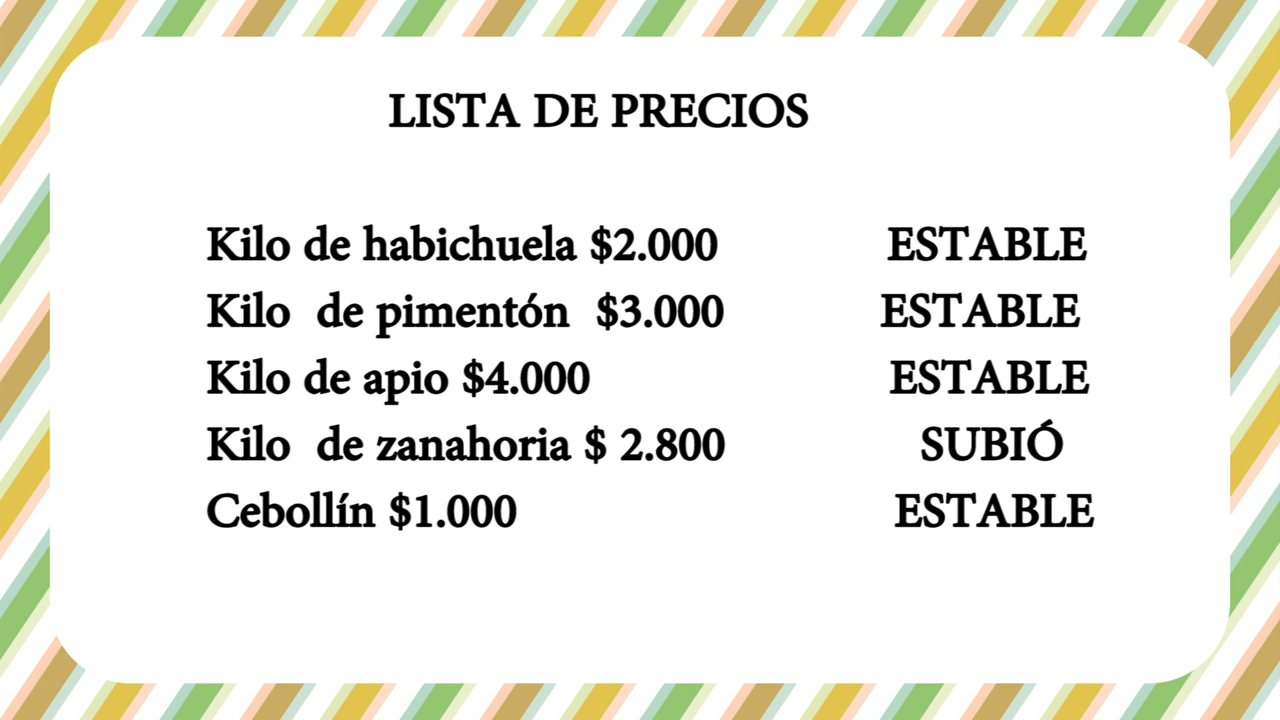 LISTA DE PRECIOS
Kilo de habichuela $2.000 ESTABLE
Kilo de pimentón $3.000 ESTABLE
Kilo de apio $4.000 ESTABLE
Kilo de zanahoria $ 2.800 SUBIÓ
Cebollín $1.000 ESTABLE